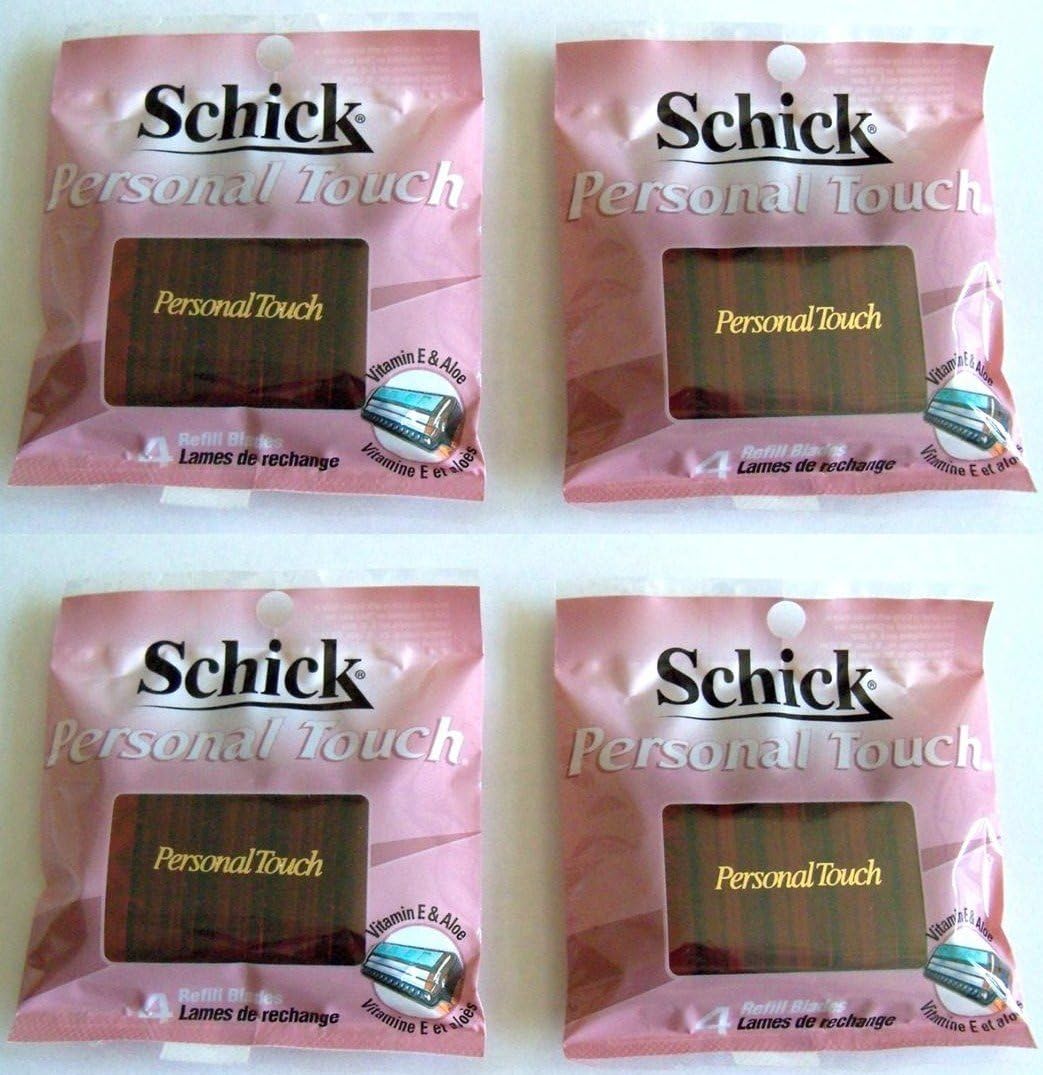 Schick®
Personal Touch
Personal Touch
Vitamin E & Aloe
4 Refill Blades
Lames de rechange
Vitamine E et aloès
Schick®
Personal Touch
Personal Touch
Vitamin E & Aloe
4 Refill Blades
Lames de rechange
Vitamine E et aloès
Schick®
Personal Touch
Personal Touch
Vitamin E & Aloe
4 Refill Blades
Lames de rechange
Vitamine E et aloès
Schick®
Personal Touch
Personal Touch
Vitamin E & Aloe
4 Refill Blades
Lames de rechange
Vitamine E et aloès